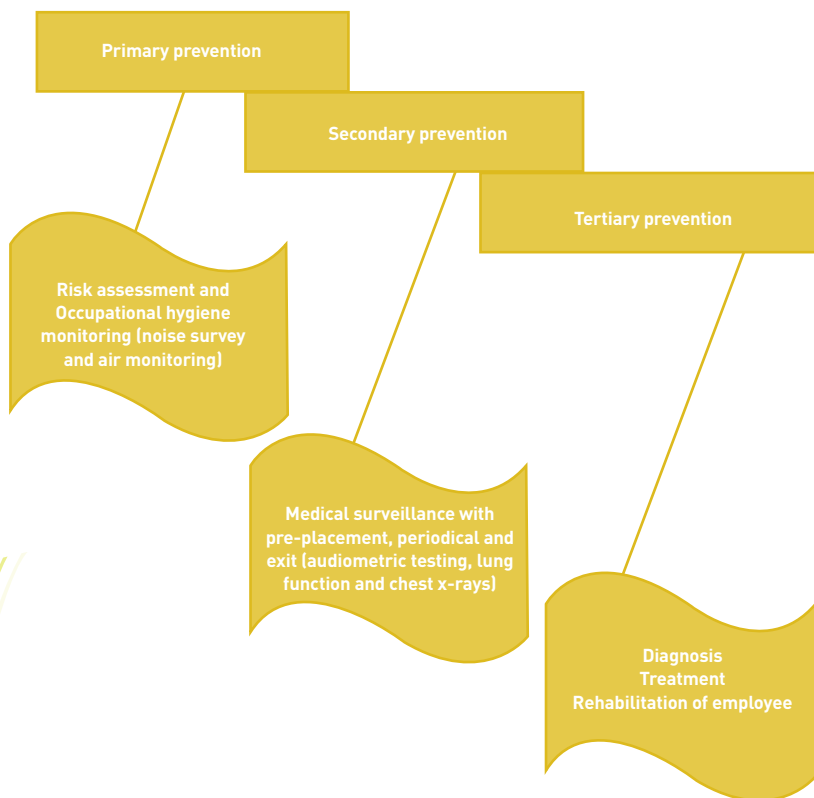 Primary prevention
Secondary prevention
Tertiary prevention
Risk assessment and
Occupational hygiene
monitoring (noise survey
and air monitoring)
Medical surveillance with
pre-placement, periodical and
exit (audiometric testing, lung
function and chest x-rays)
Diagnosis
Treatment
Rehabilitation of employee